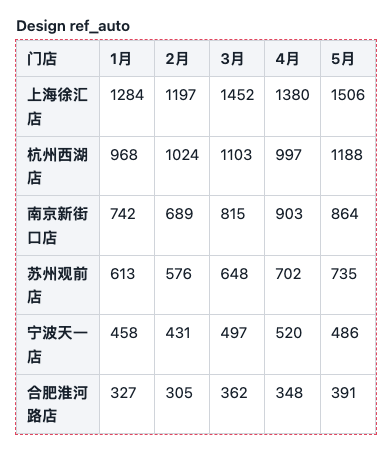 Design ref_auto
门店 1月 2月 3月 4月 5月
上海徐汇 1284 1197 1452 1380 1506
店
杭州西湖 968 1024 1103 997 1188
店
南京新街 742 689 815 903 864
口店
苏州观前 613 576 648 702 735
店
宁波天一 458 431 497 520 486
店
合肥淮河 327 305 362 348 391
路店